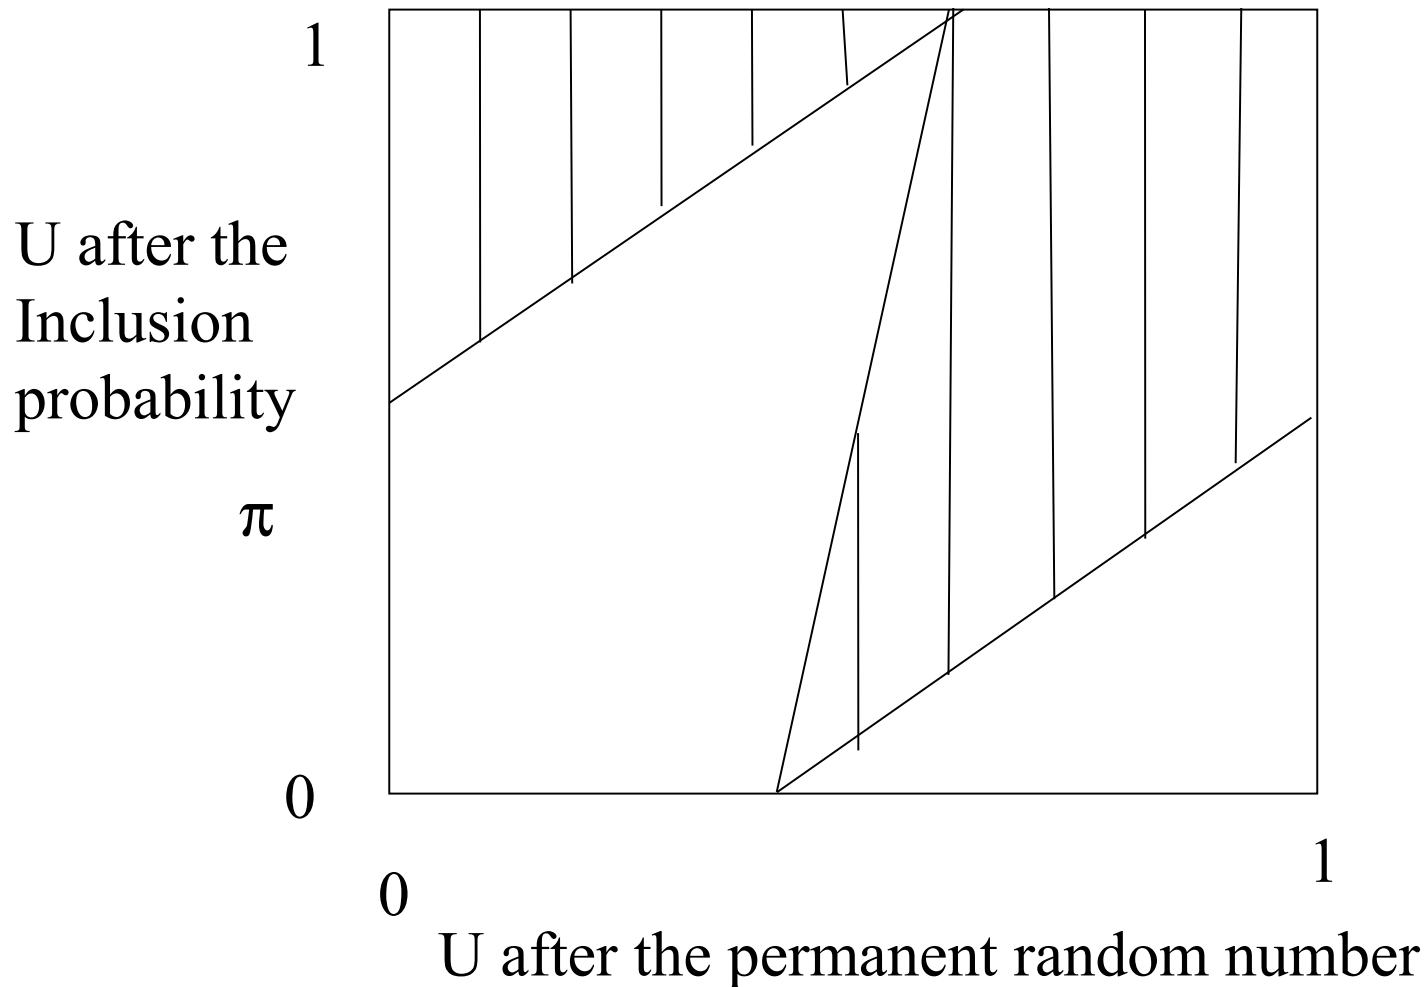 1
U after the
Inclusion
probability
π
0
0
1
U after the permanent random number